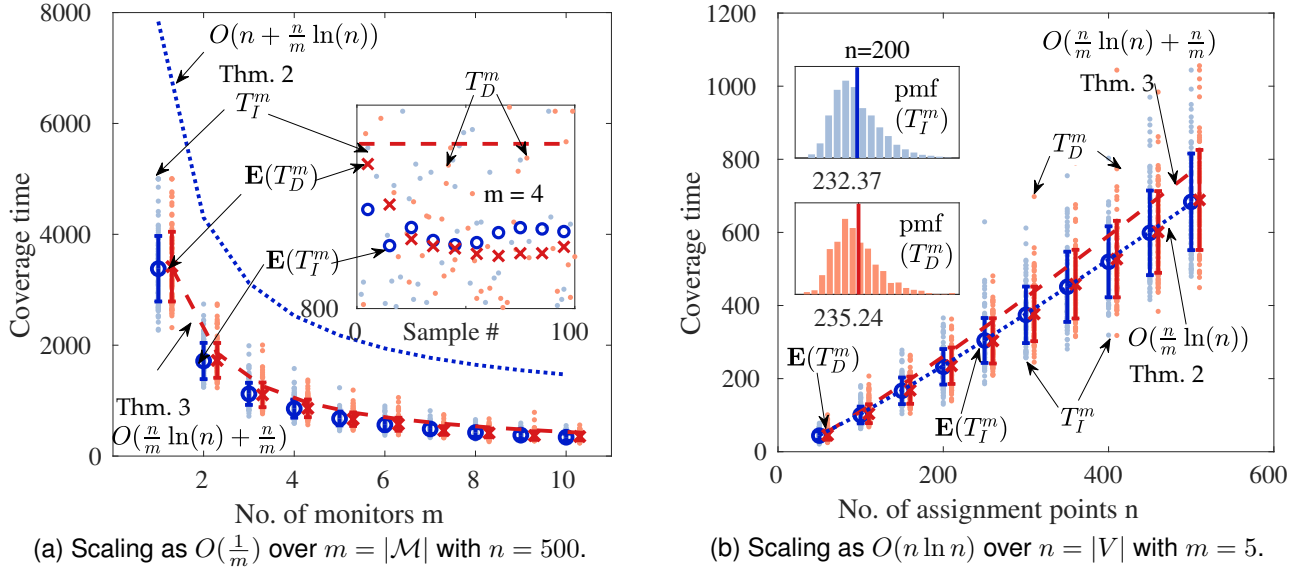 8000
6000
4000
2000
0
Coverage time
2
4
6
8
10
No. of monitors m
O(n + n/m ln(n))
Thm. 2
T_I^m
E(T_D^m)
E(T_I^m)
T_D^m
m = 4
800
0
Sample #
100
Thm. 3
O(n/m ln(n) + n/m)
(a) Scaling as O(1/m) over m = |ℳ| with n = 500.
1200
1000
800
600
400
200
0
Coverage time
0
200
400
600
No. of assignment points n
n=200
pmf
(T_I^m)
232.37
pmf
(T_D^m)
235.24
O(n/m ln(n) + n/m)
Thm. 3
T_D^m
E(T_D^m)
E(T_I^m)
T_I^m
O(n/m ln(n))
Thm. 2
(b) Scaling as O(n ln n) over n = |V| with m = 5.